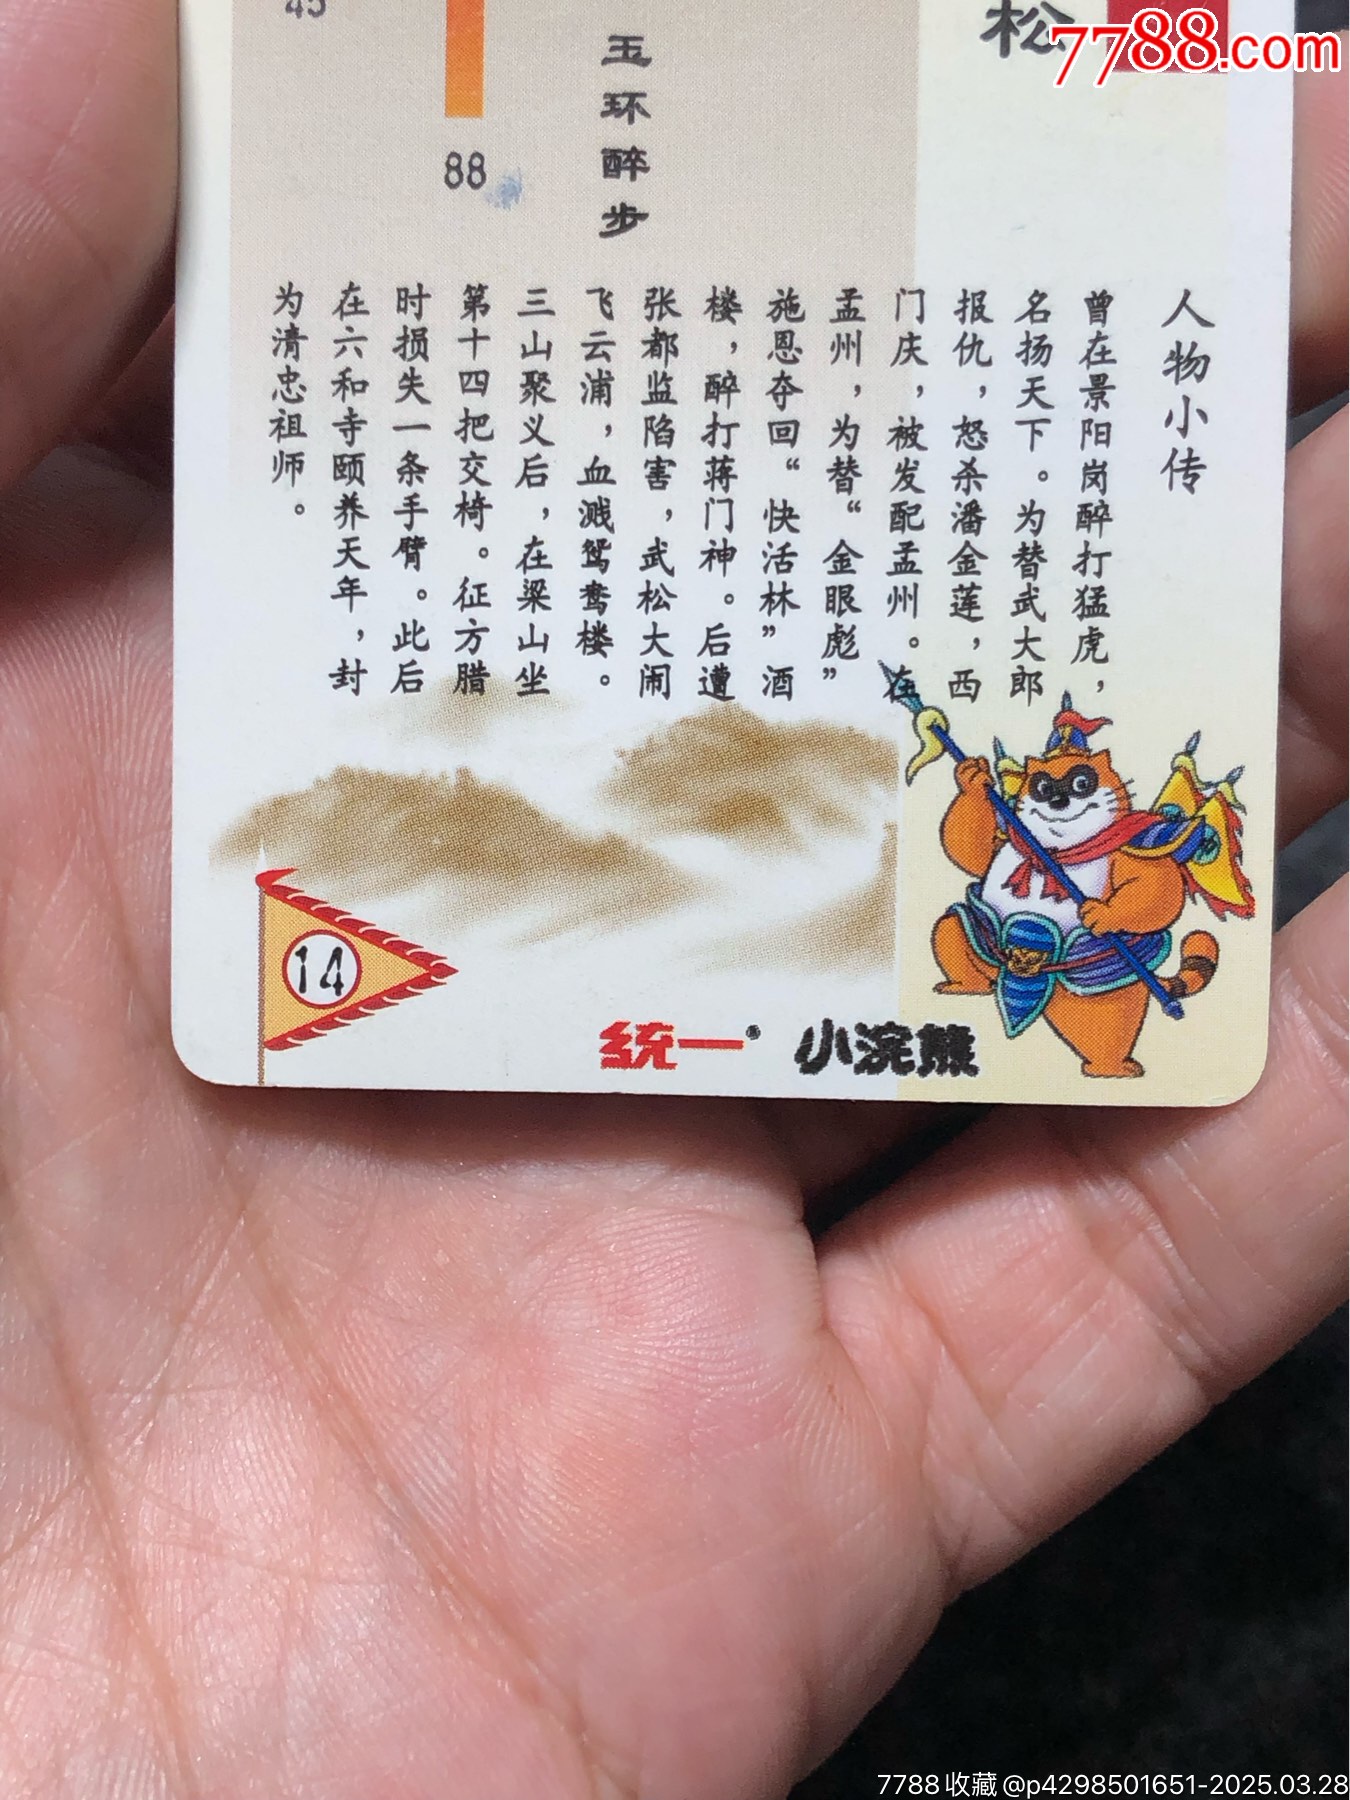 7788.com
松
玉环醉步
45
88
人物小传
曾在景阳岗醉打猛虎，
名扬天下。为替武大郎
报仇，怒杀潘金莲，西
门庆，被发配孟州。在
孟州，为替“金眼彪”
施恩夺回“快活林”酒
楼，醉打蒋门神。后遭
张都监陷害，武松大闹
飞云浦，血溅鸳鸯楼。
三山聚义后，在梁山坐
第十四把交椅。征方腊
时损失一条手臂。此后
在六和寺颐养天年，封
为清忠祖师。
14
统一 小浣熊
7788收藏@p4298501651-2025.03.28